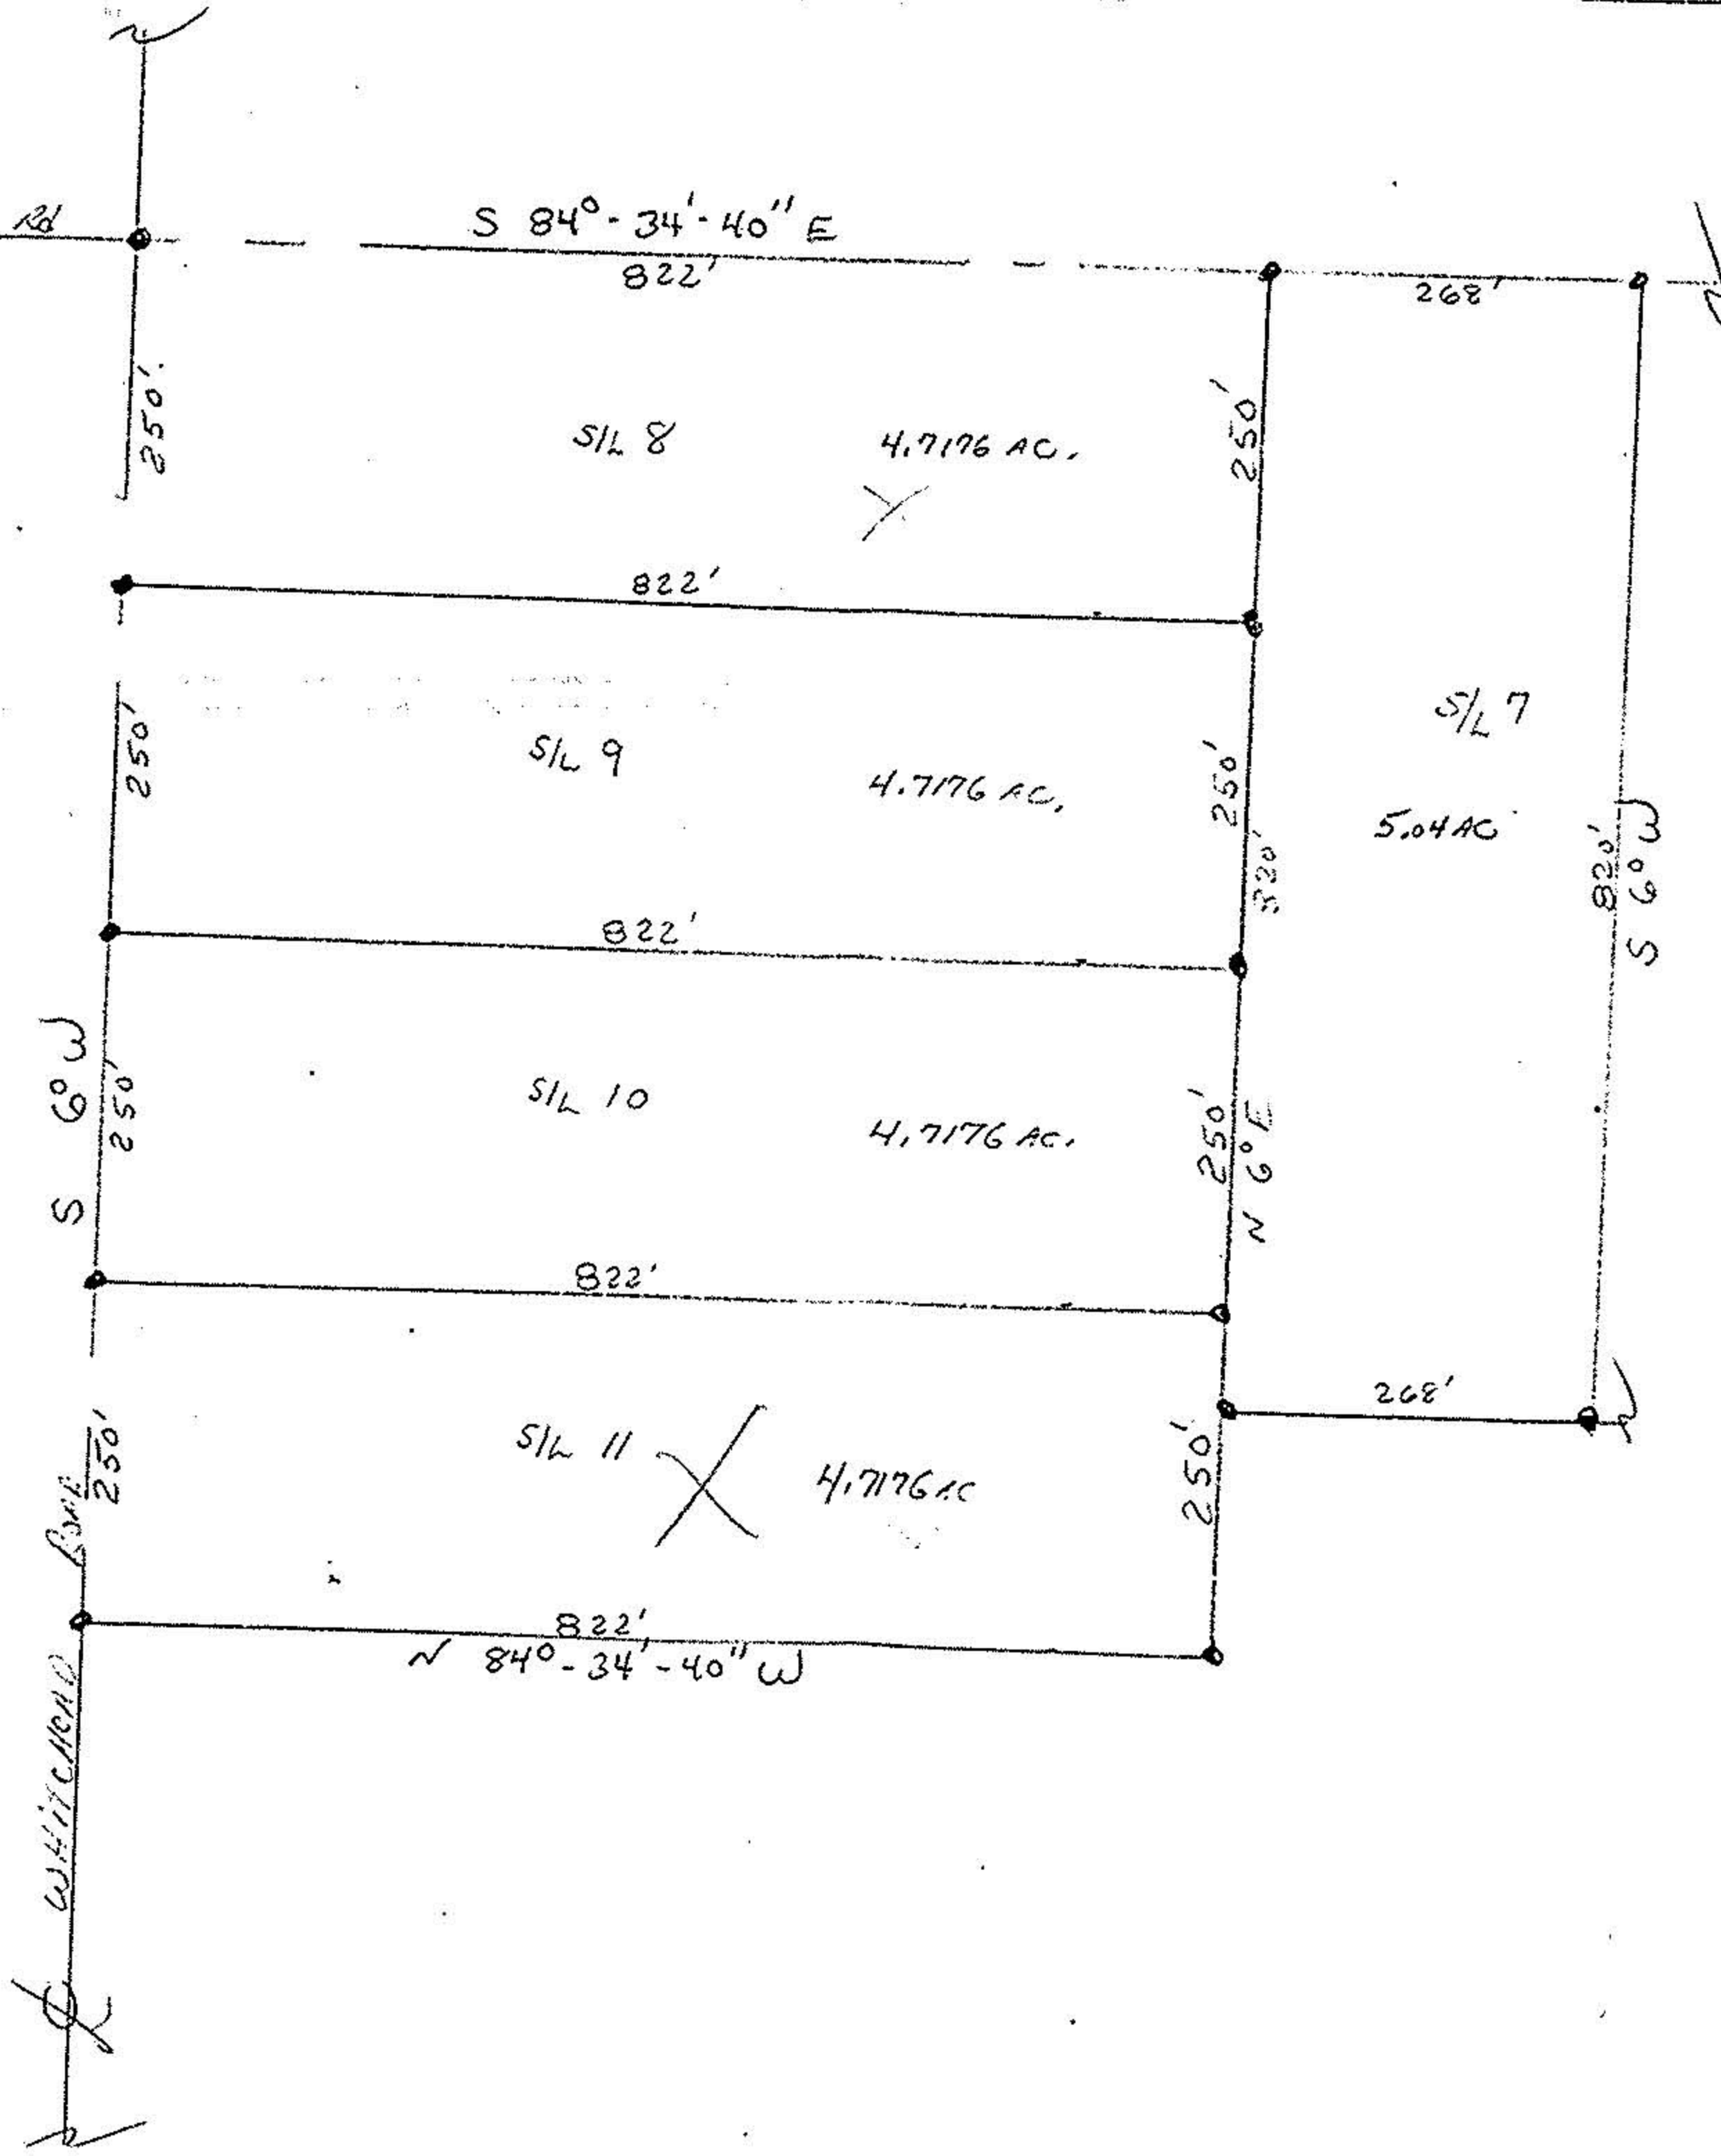 Rd
S 84°-34'-40" E
822'
268'
250'
250'
S/L 8
4.7176 AC.
822'
250'
S/L 9
4.7176 AC.
250'
820'
S/L 7
5.04 AC
820'
S 6° W
822'
S 6° W
250'
S/L 10
4.7176 AC.
250'
N 6° E
822'
268'
250'
S/L 11
4.7176 AC
250'
822'
N 84°-34'-40" W
WHITEHEAD